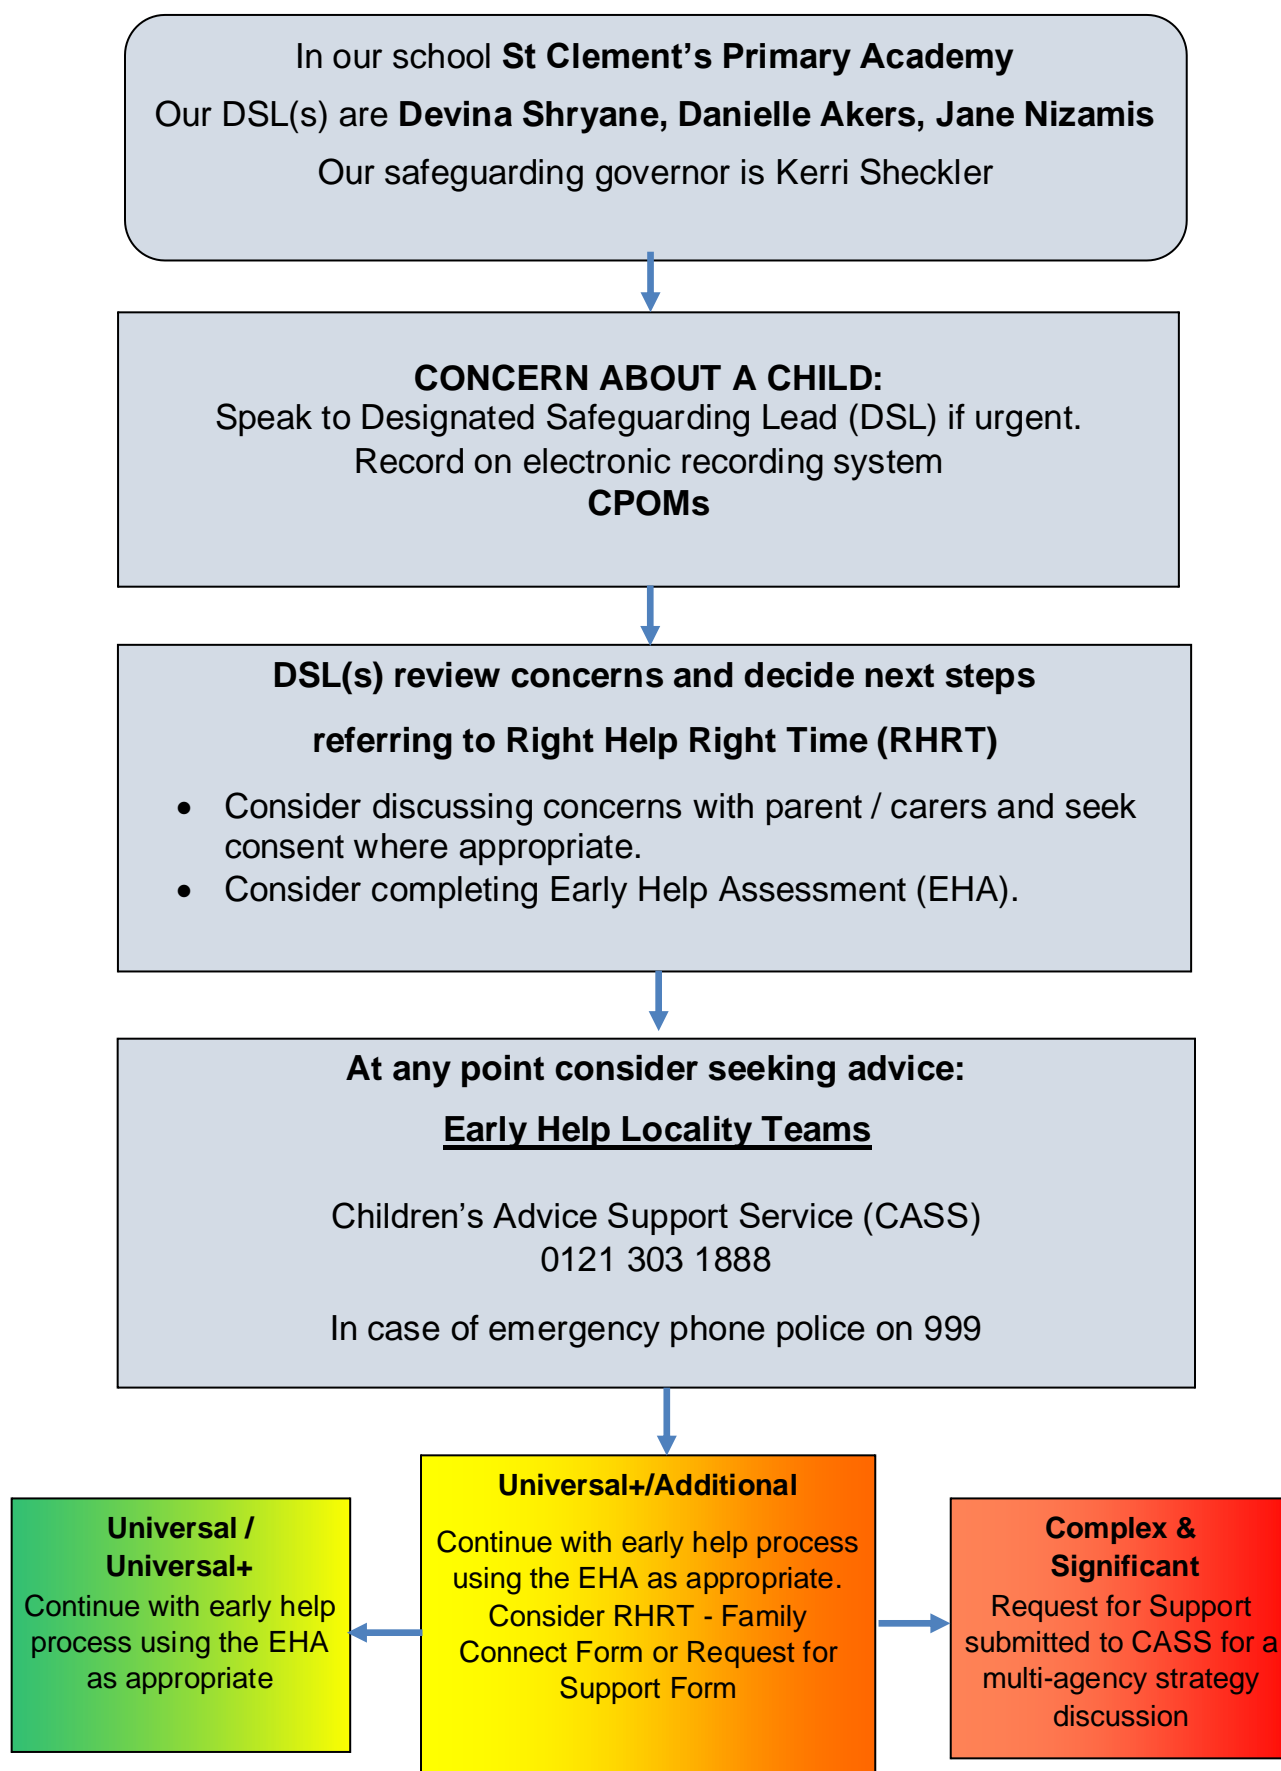 In our school St Clement’s Primary Academy
Our DSL(s) are Devina Shryane, Danielle Akers, Jane Nizamis
Our safeguarding governor is Kerri Sheckler
CONCERN ABOUT A CHILD:
Speak to Designated Safeguarding Lead (DSL) if urgent.
Record on electronic recording system
CPOMs
DSL(s) review concerns and decide next steps
referring to Right Help Right Time (RHRT)
• Consider discussing concerns with parent / carers and seek
consent where appropriate.
• Consider completing Early Help Assessment (EHA).
At any point consider seeking advice:
Early Help Locality Teams
Children’s Advice Support Service (CASS)
0121 303 1888
In case of emergency phone police on 999
Universal /
Universal+
Continue with early help
process using the EHA
as appropriate
Universal+/Additional
Continue with early help process
using the EHA as appropriate.
Consider RHRT - Family
Connect Form or Request for
Support Form
Complex &
Significant
Request for Support
submitted to CASS for a
multi-agency strategy
discussion